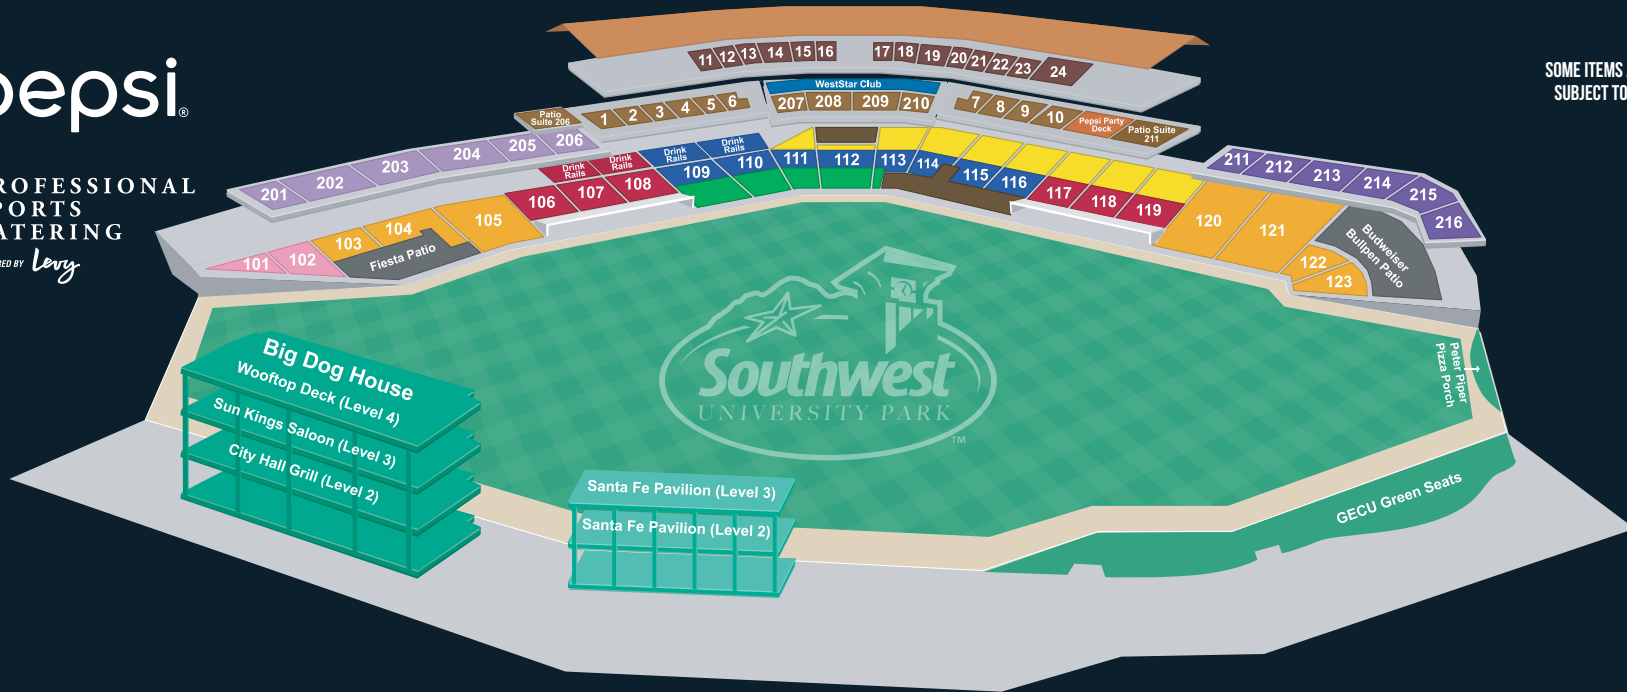 pepsi®
ROFESSIONAL
PORTS
ATERING
RED BY Levy
SOME ITEMS
SUBJECT TO
11 12 13 14 15 16 17 18 19 20 21 22 23 24
WestStar Club
207 208 209 210
Patio
Suite 206
1 2 3 4 5 6
7 8 9 10
Pepsi Party
Deck
Patio Suite
211
201 202 203 204 205 206
211 212 213 214 215 216
Drink
Rails
Drink
Rails
Drink
Rails
Drink
Rails
101 102 103 104 105 106 107 108 109 110 111 112 113 114 115 116 117 118 119 120 121 122 123
Fiesta Patio
Budweiser
Bullpen Patio
Southwest
UNIVERSITY PARK
™
Big Dog House
Wooftop Deck (Level 4)
Sun Kings Saloon (Level 3)
City Hall Grill (Level 2)
Santa Fe Pavilion (Level 3)
Santa Fe Pavilion (Level 2)
Peter Piper
Pizza Porch
GECU Green Seats